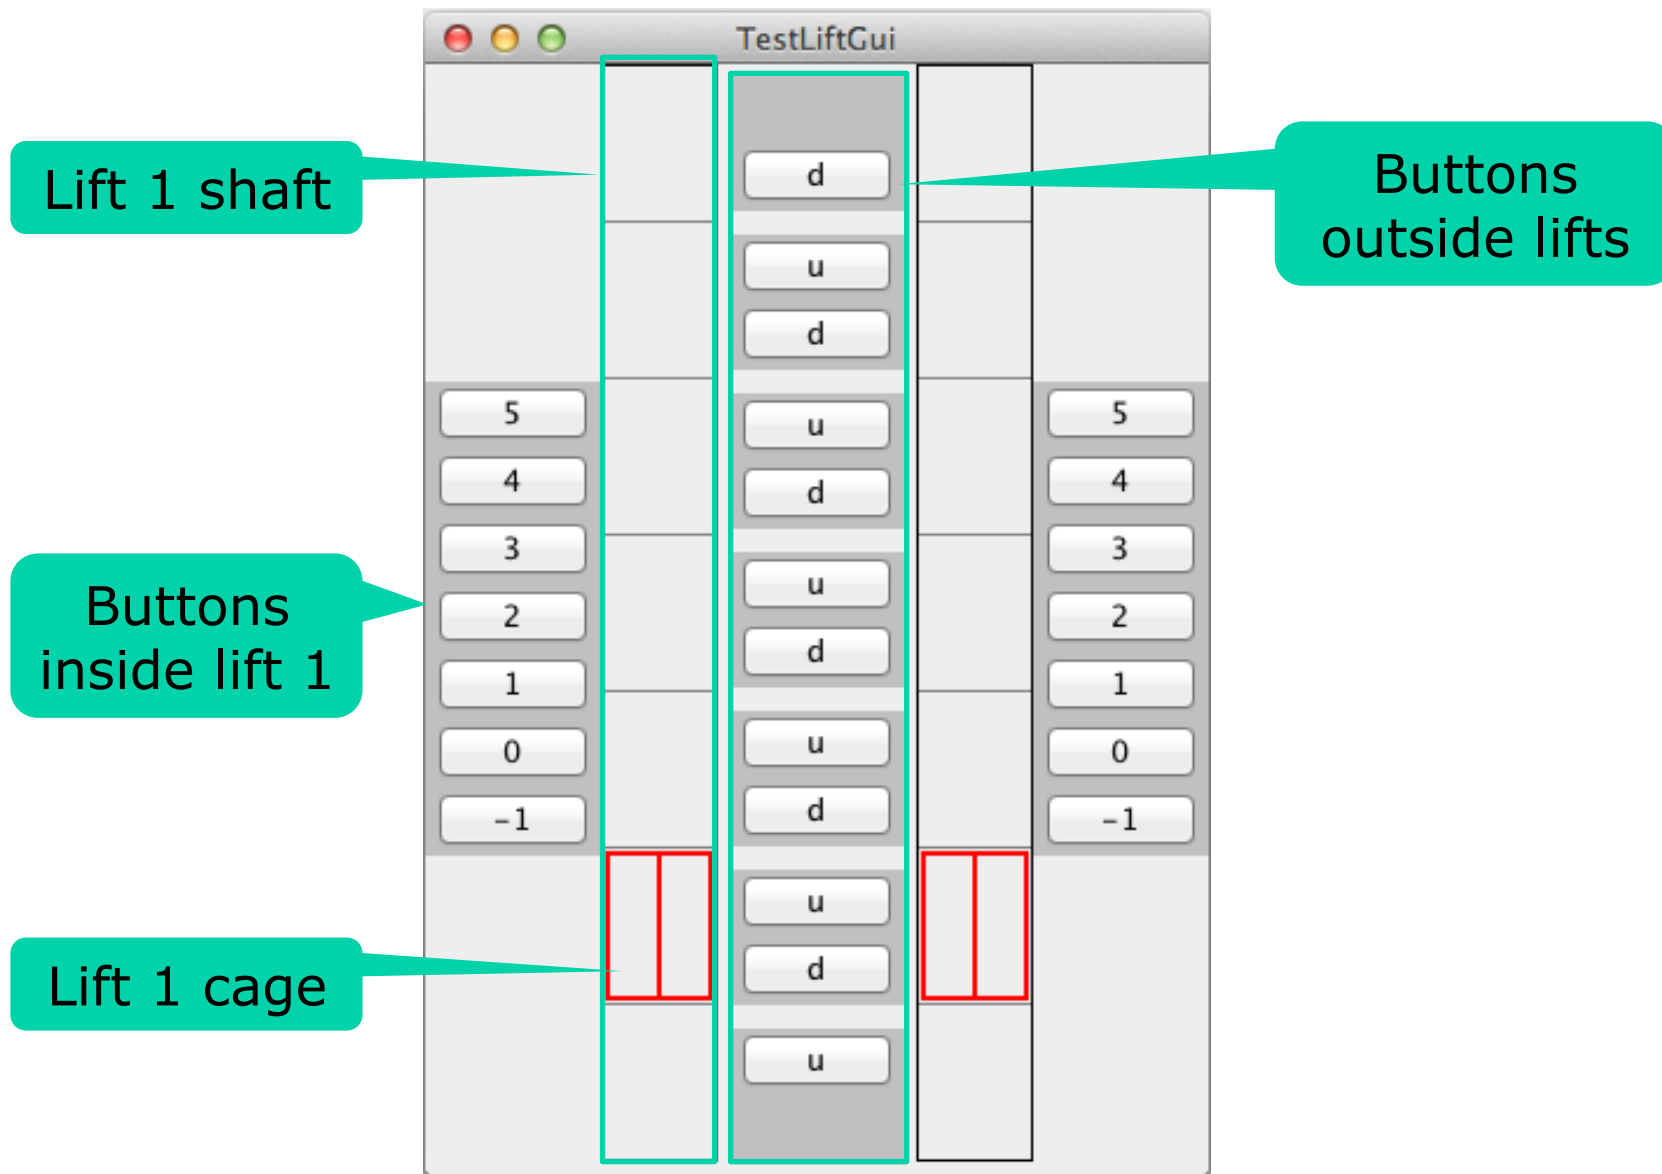 TestLiftGui
Lift 1 shaft
Buttons
outside lifts
Buttons
inside lift 1
Lift 1 cage
5
4
3
2
1
0
-1
d
u
d
u
d
u
d
u
d
u
d
u
5
4
3
2
1
0
-1